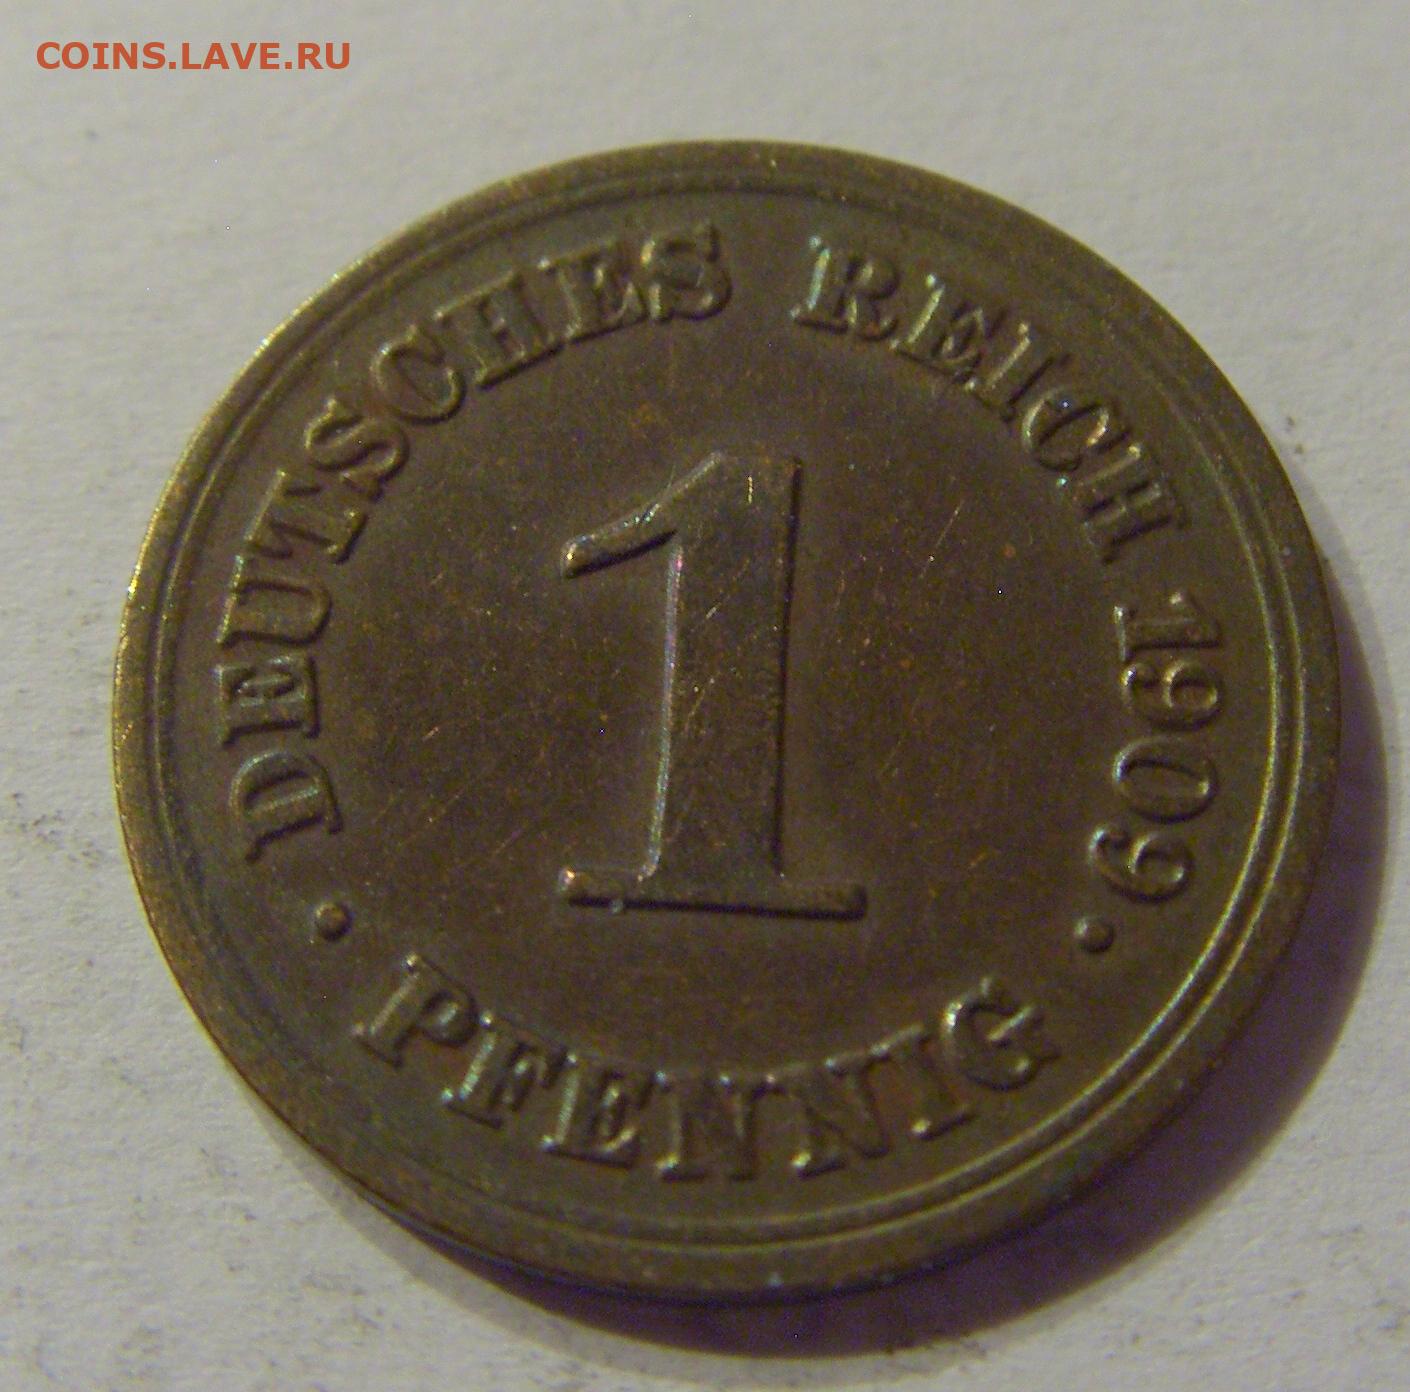 COINS.LAVE.RU
DEUTSCHES REICH 1909
1
PFENNIG